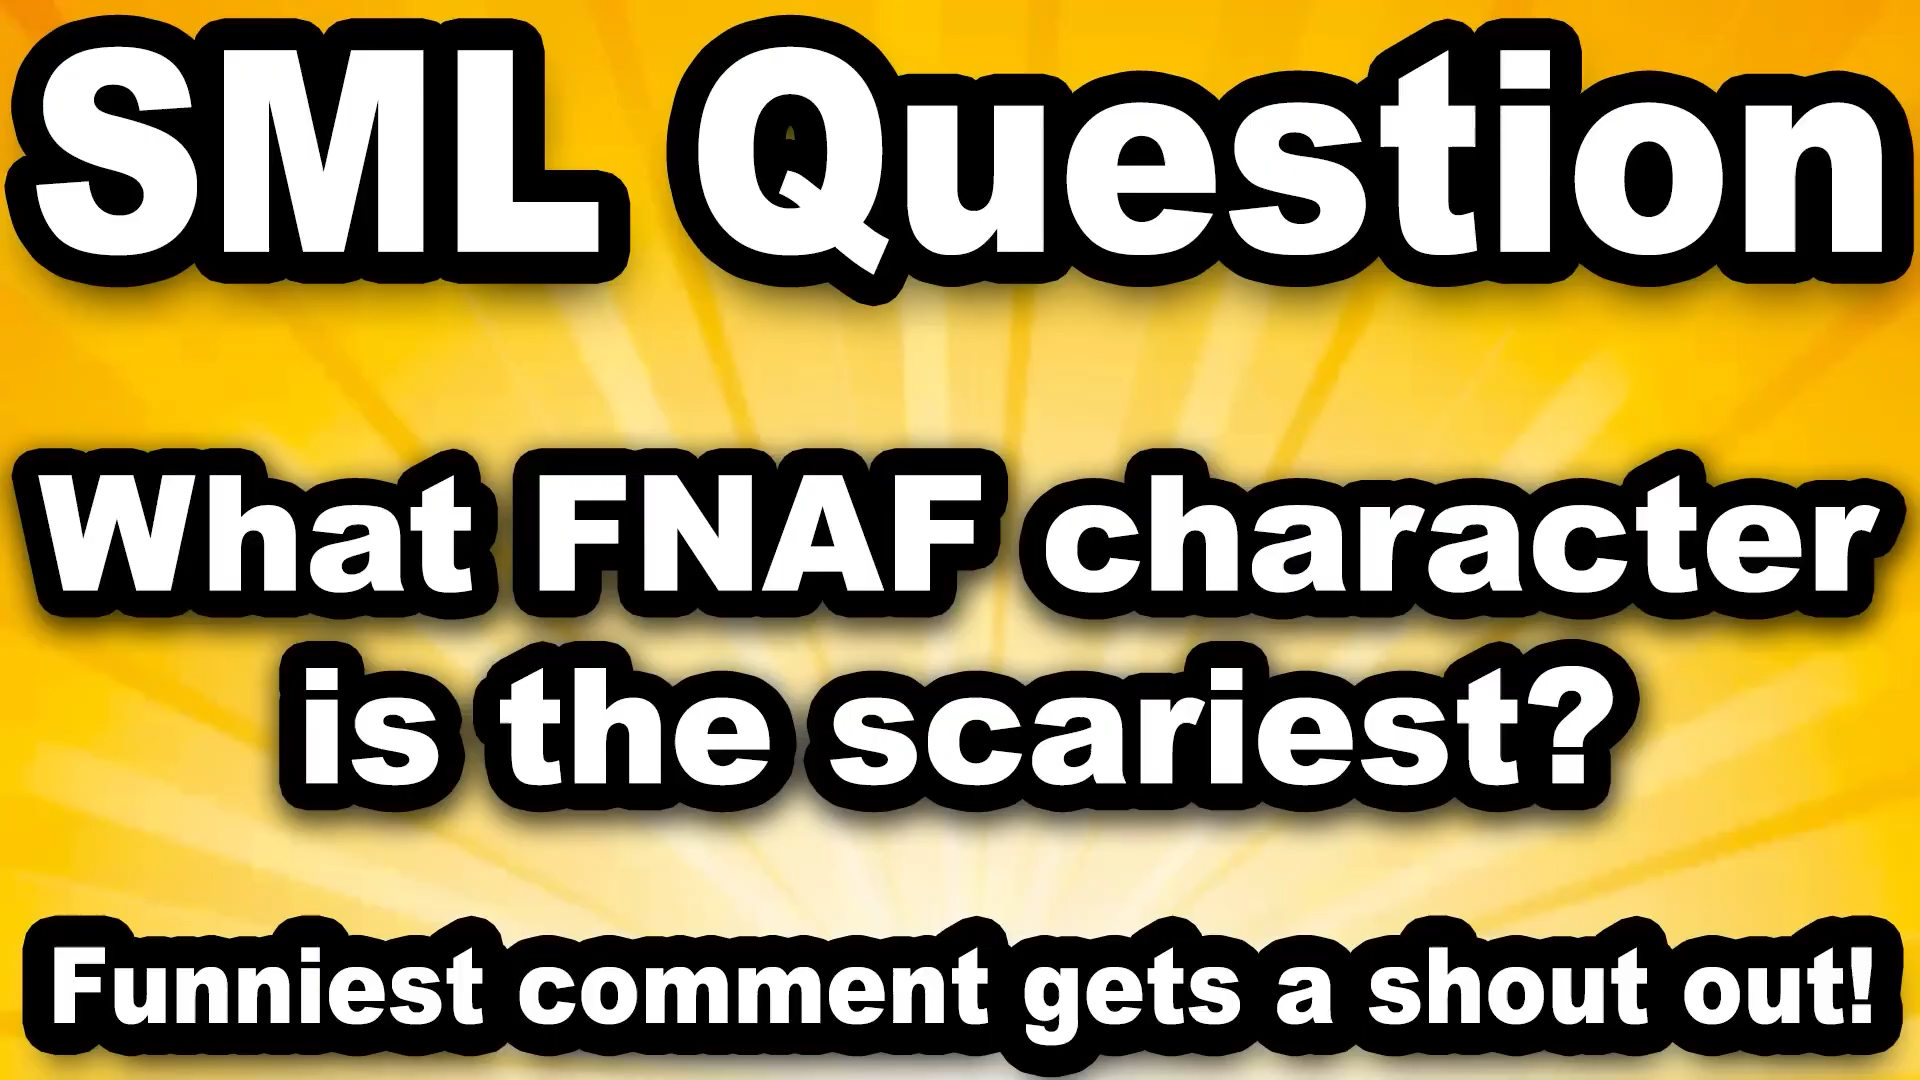 SML Question
What FNAF character
is the scariest?
Funniest comment gets a shout out!